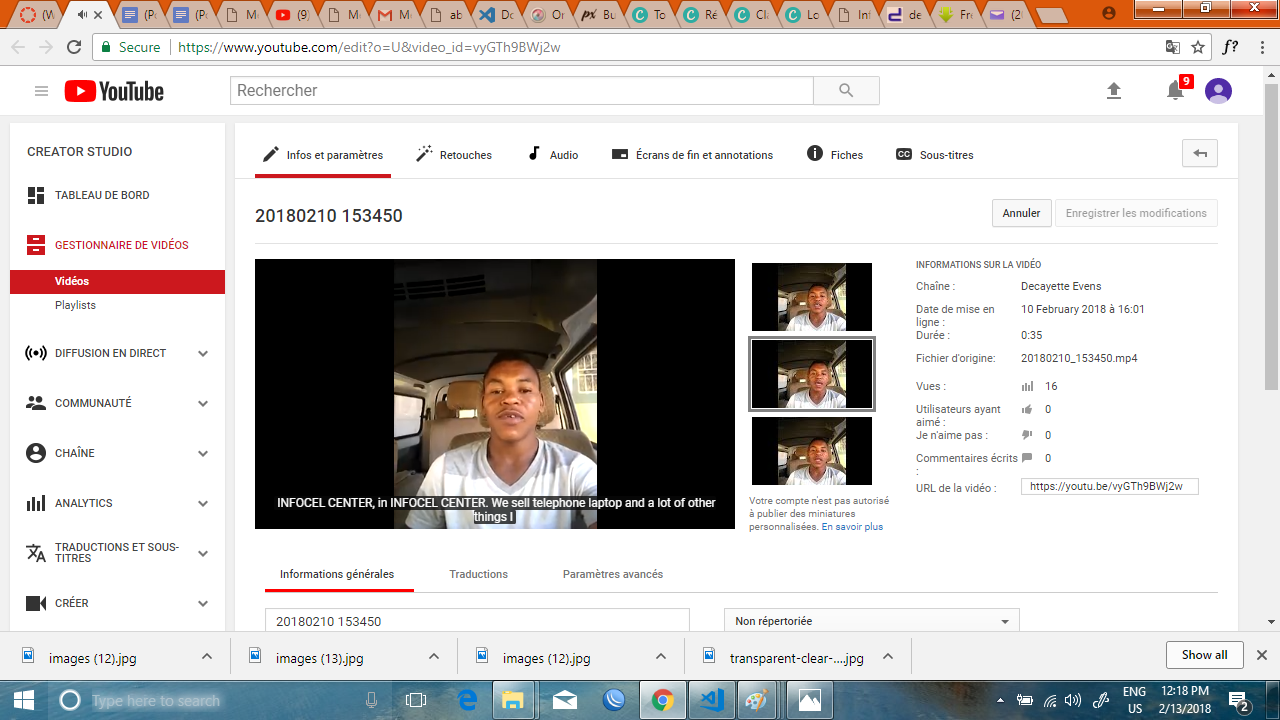 (W
(Po
(Po
Mo
(9)
Mo
M
ab
Do
On
Bu
To
Ré
Cl
Lo
Ini
de
Fre
(2
Secure
https://www.youtube.com/edit?o=U&video_id=vyGTh9BWj2w
f?
YouTube
Rechercher
9
CREATOR STUDIO
TABLEAU DE BORD
GESTIONNAIRE DE VIDÉOS
Vidéos
Playlists
DIFFUSION EN DIRECT
COMMUNAUTÉ
CHAÎNE
ANALYTICS
TRADUCTIONS ET SOUS-
TITRES
CRÉER
Infos et paramètres
Retouches
Audio
Écrans de fin et annotations
Fiches
CC Sous-titres
20180210 153450
Annuler
Enregistrer les modifications
INFOCEL CENTER, in INFOCEL CENTER. We sell telephone laptop and a lot of other
things I
Votre compte n'est pas autorisé
à publier des miniatures
personnalisées. En savoir plus
INFORMATIONS SUR LA VIDÉO
Chaîne : Decayette Evens
Date de mise en
ligne :
10 February 2018 à 16:01
Durée : 0:35
Fichier d'origine: 20180210_153450.mp4
Vues : 16
Utilisateurs ayant
aimé :
0
Je n'aime pas : 0
Commentaires écrits
:
0
URL de la vidéo : https://youtu.be/vyGTh9BWj2w
Informations générales
Traductions
Paramètres avancés
20180210 153450
Non répertoriée
images (12).jpg
images (13).jpg
images (12).jpg
transparent-clear-....jpg
Show all
Type here to search
ENG
US
12:18 PM
2/13/2018
2